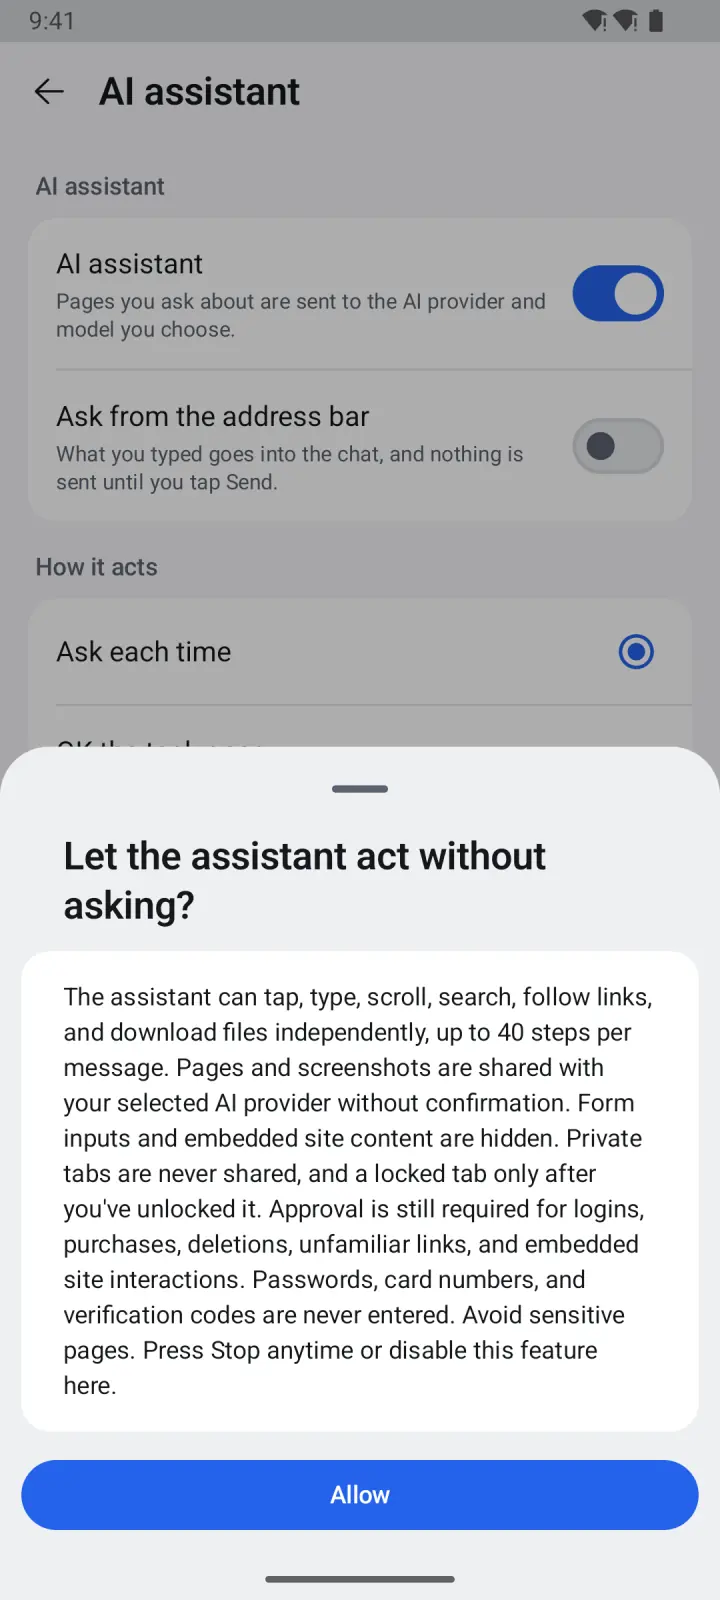 9:41
AI assistant
AI assistant
AI assistant
Pages you ask about are sent to the AI provider and
model you choose.
Ask from the address bar
What you typed goes into the chat, and nothing is
sent until you tap Send.
How it acts
Ask each time
Let the assistant act without
asking?
The assistant can tap, type, scroll, search, follow links,
and download files independently, up to 40 steps per
message. Pages and screenshots are shared with
your selected AI provider without confirmation. Form
inputs and embedded site content are hidden. Private
tabs are never shared, and a locked tab only after
you've unlocked it. Approval is still required for logins,
purchases, deletions, unfamiliar links, and embedded
site interactions. Passwords, card numbers, and
verification codes are never entered. Avoid sensitive
pages. Press Stop anytime or disable this feature
here.
Allow